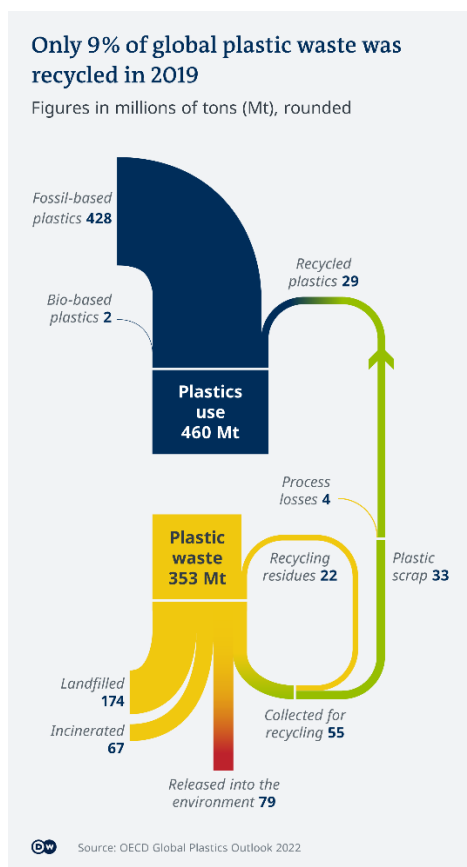 Only 9% of global plastic waste was
recycled in 2019
Figures in millions of tons (Mt), rounded
Fossil-based
plastics 428
Recycled
plastics 29
Bio-based
plastics 2
Plastics
use
460 Mt
Process
losses 4
Plastic
waste
353 Mt
Recycling
residues 22
Plastic
scrap 33
Landfilled
174
Collected for
recycling 55
Incinerated
67
Released into the
environment 79
DW
Source: OECD Global Plastics Outlook 2022